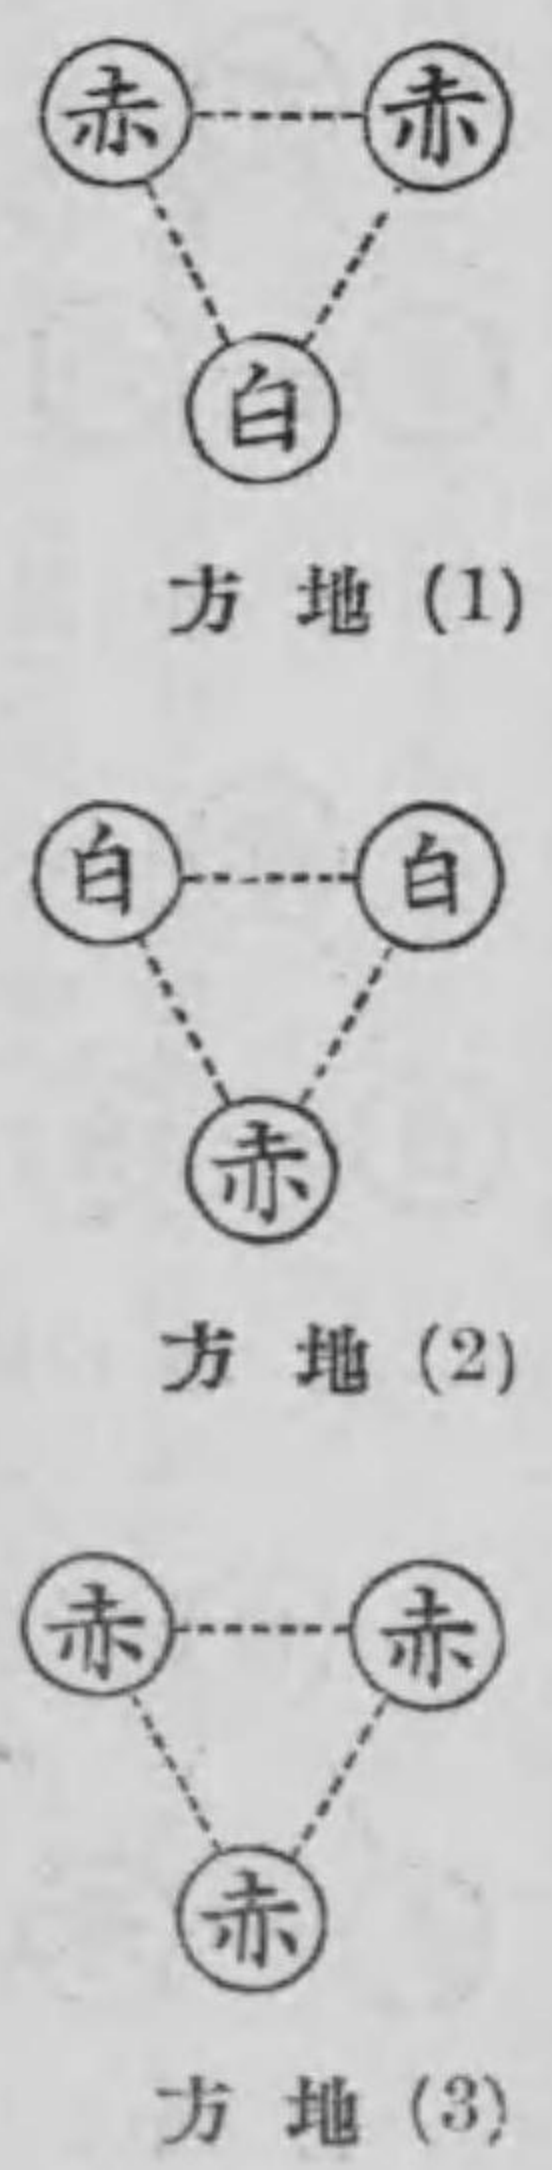 赤 赤
白
(1) 地方
白 白
赤
(2) 地方
赤 赤
赤
(3) 地方